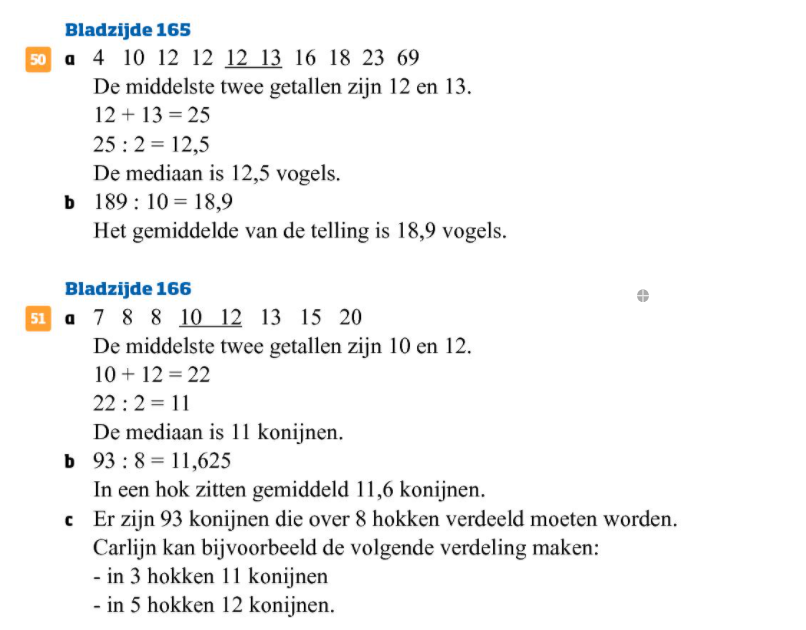 Bladzijde 165
50 a 4 10 12 12 12 13 16 18 23 69
De middelste twee getallen zijn 12 en 13.
12 + 13 = 25
25 : 2 = 12,5
De mediaan is 12,5 vogels.
b 189 : 10 = 18,9
Het gemiddelde van de telling is 18,9 vogels.
Bladzijde 166
51 a 7 8 8 10 12 13 15 20
De middelste twee getallen zijn 10 en 12.
10 + 12 = 22
22 : 2 = 11
De mediaan is 11 konijnen.
b 93 : 8 = 11,625
In een hok zitten gemiddeld 11,6 konijnen.
c Er zijn 93 konijnen die over 8 hokken verdeeld moeten worden.
Carlijn kan bijvoorbeeld de volgende verdeling maken:
- in 3 hokken 11 konijnen
- in 5 hokken 12 konijnen.